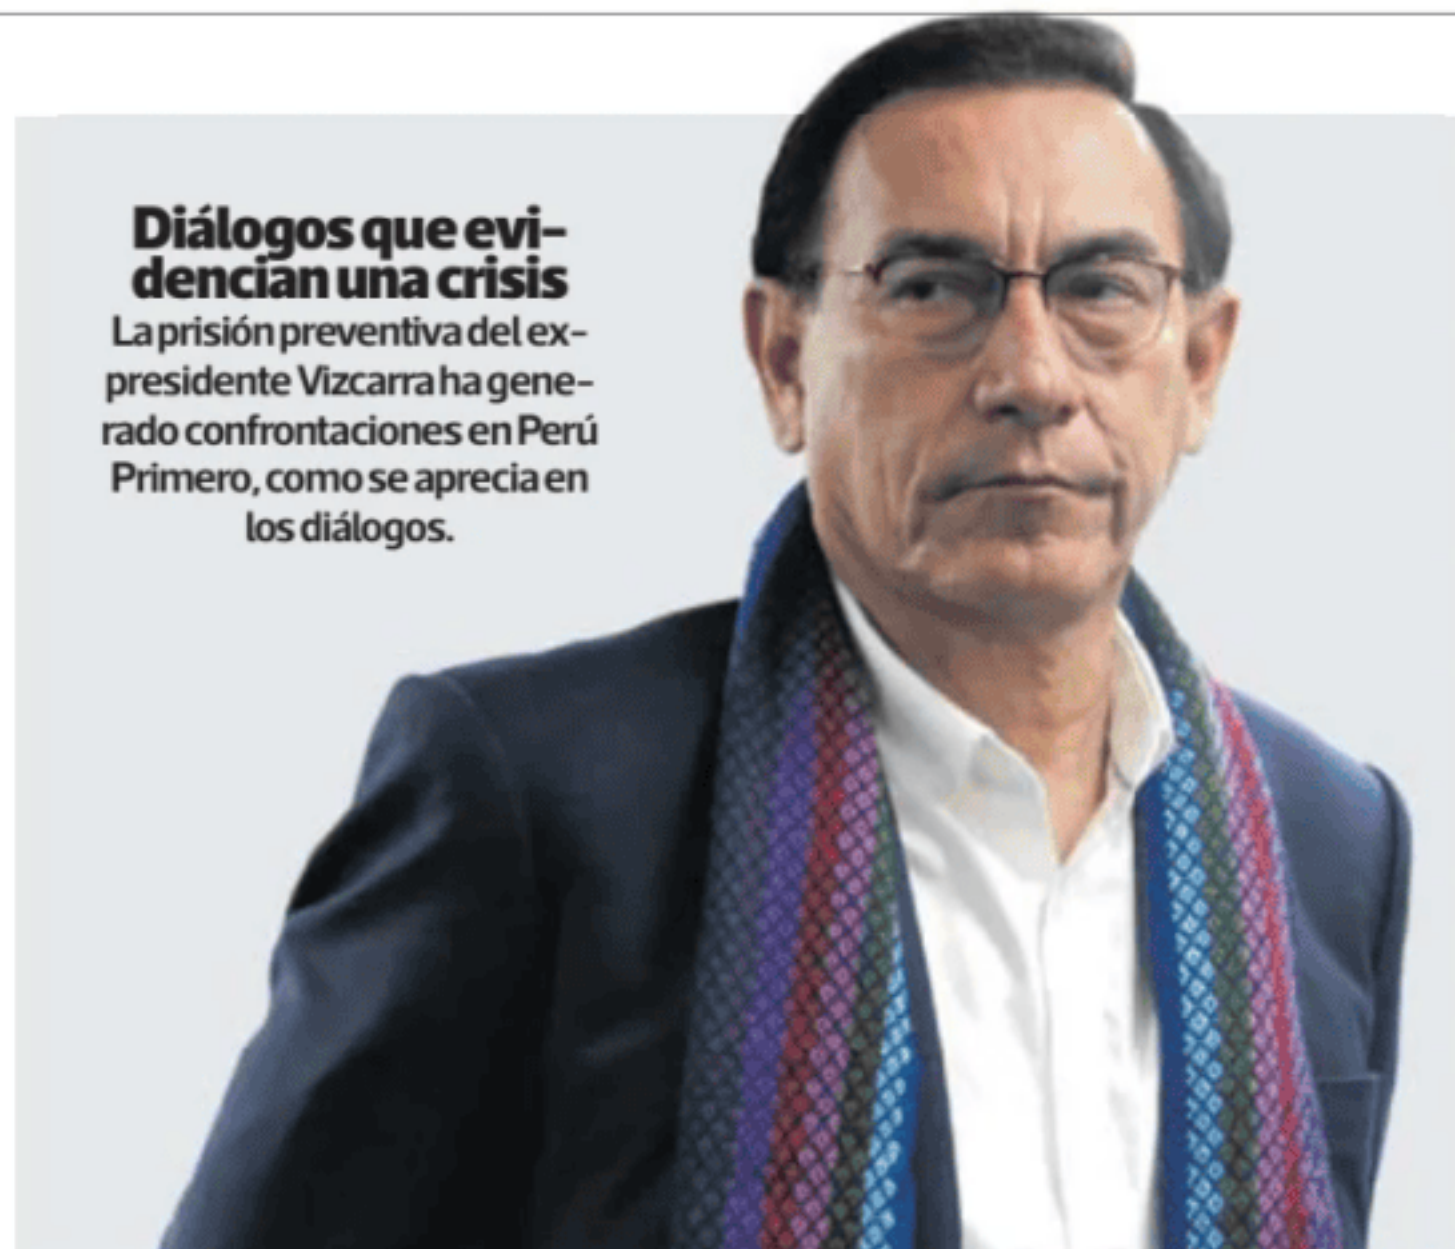 Diálogos que evi-
dencian una crisis
La prisión preventiva del ex-
presidente Vizcarra ha gene-
rado confrontaciones en Perú
Primero, como se aprecia en
los diálogos.